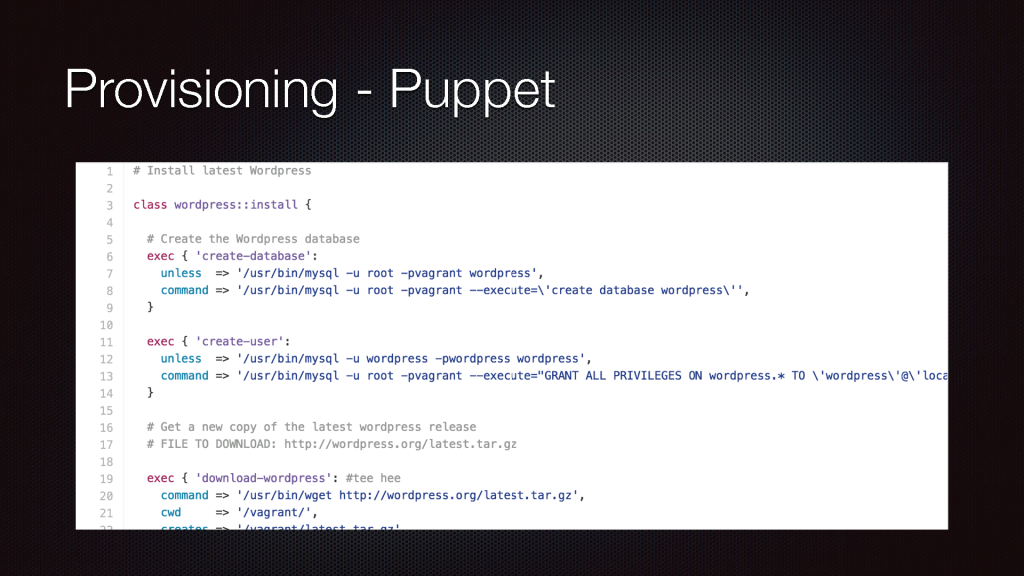 Provisioning - Puppet
1 # Install latest Wordpress
2
3 class wordpress::install {
4
5 # Create the Wordpress database
6 exec { 'create-database':
7 unless => '/usr/bin/mysql -u root -pvagrant wordpress',
8 command => '/usr/bin/mysql -u root -pvagrant --execute=\'create database wordpress\'',
9 }
10
11 exec { 'create-user':
12 unless => '/usr/bin/mysql -u wordpress -pwordpress wordpress',
13 command => '/usr/bin/mysql -u root -pvagrant --execute="GRANT ALL PRIVILEGES ON wordpress.* TO \'wordpress\'@\'loca
14 }
15
16 # Get a new copy of the latest wordpress release
17 # FILE TO DOWNLOAD: http://wordpress.org/latest.tar.gz
18
19 exec { 'download-wordpress': #tee hee
20 command => '/usr/bin/wget http://wordpress.org/latest.tar.gz',
21 cwd => '/vagrant/',
22 creates => '/vagrant/latest.tar.gz'